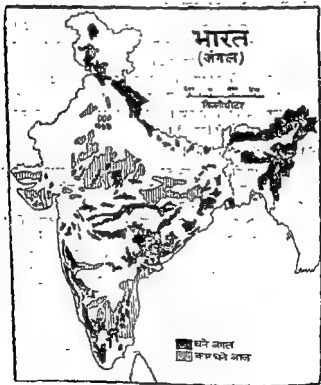 भारत
(जंगल)
किलोमीटर
घने जंगल
कम घने जंगल